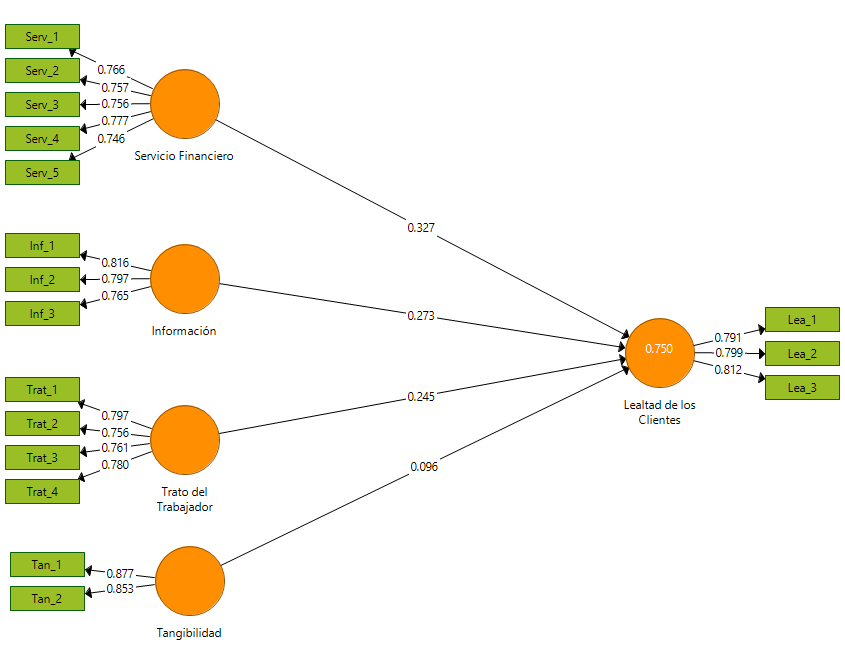 Serv_1
0.766
Serv_2
0.757
Serv_3
0.756
Serv_4
0.777
Serv_5
0.746
Servicio Financiero
0.327
Inf_1
0.816
Inf_2
0.797
Inf_3
0.765
Información
0.273
Trat_1
0.797
Trat_2
0.756
Trat_3
0.761
Trat_4
0.780
Trato del
Trabajador
0.245
Tan_1
0.877
Tan_2
0.853
Tangibilidad
0.096
0.750
Lealtad de los
Clientes
Lea_1
0.791
Lea_2
0.799
Lea_3
0.812